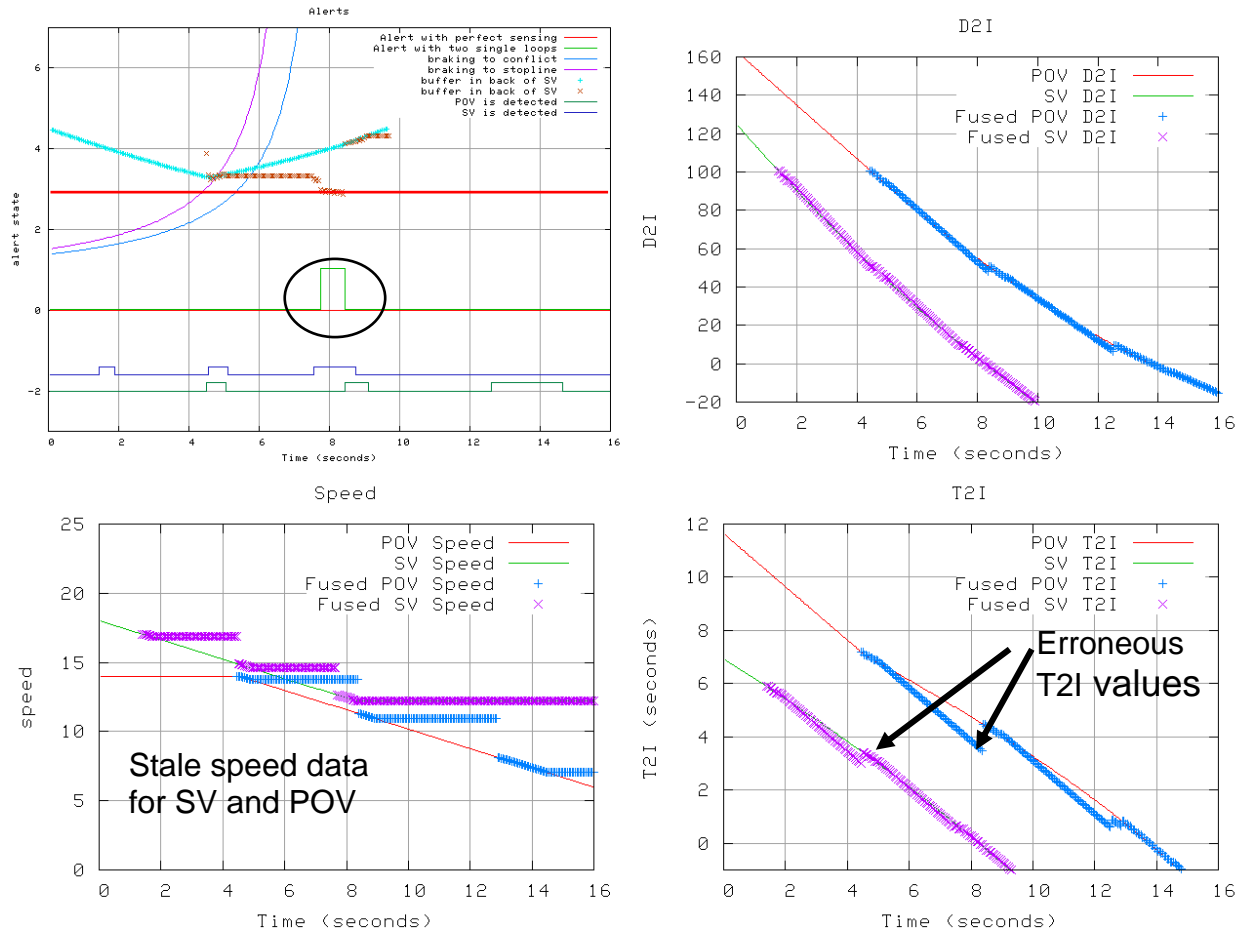 Alerts
Alert with perfect sensing
Alert with two single loops
braking to conflict
braking to stopline
buffer in back of SV
buffer in back of SV
POV is detected
SV is detected
6
4
2
0
-2
alert state
0 2 4 6 8 10 12 14 16
Time (seconds)
D2I
POV D2I
SV D2I
Fused POV D2I
Fused SV D2I
160
140
120
100
80
60
40
20
0
-20
D2I
0 2 4 6 8 10 12 14 16
Time (seconds)
Speed
POV Speed
SV Speed
Fused POV Speed
Fused SV Speed
25
20
15
10
5
0
speed
Stale speed data
for SV and POV
0 2 4 6 8 10 12 14 16
Time (seconds)
T2I
POV T2I
SV T2I
Fused POV T2I
Fused SV T2I
12
10
8
6
4
2
0
T2I (seconds)
Erroneous
T2I values
0 2 4 6 8 10 12 14 16
Time (seconds)